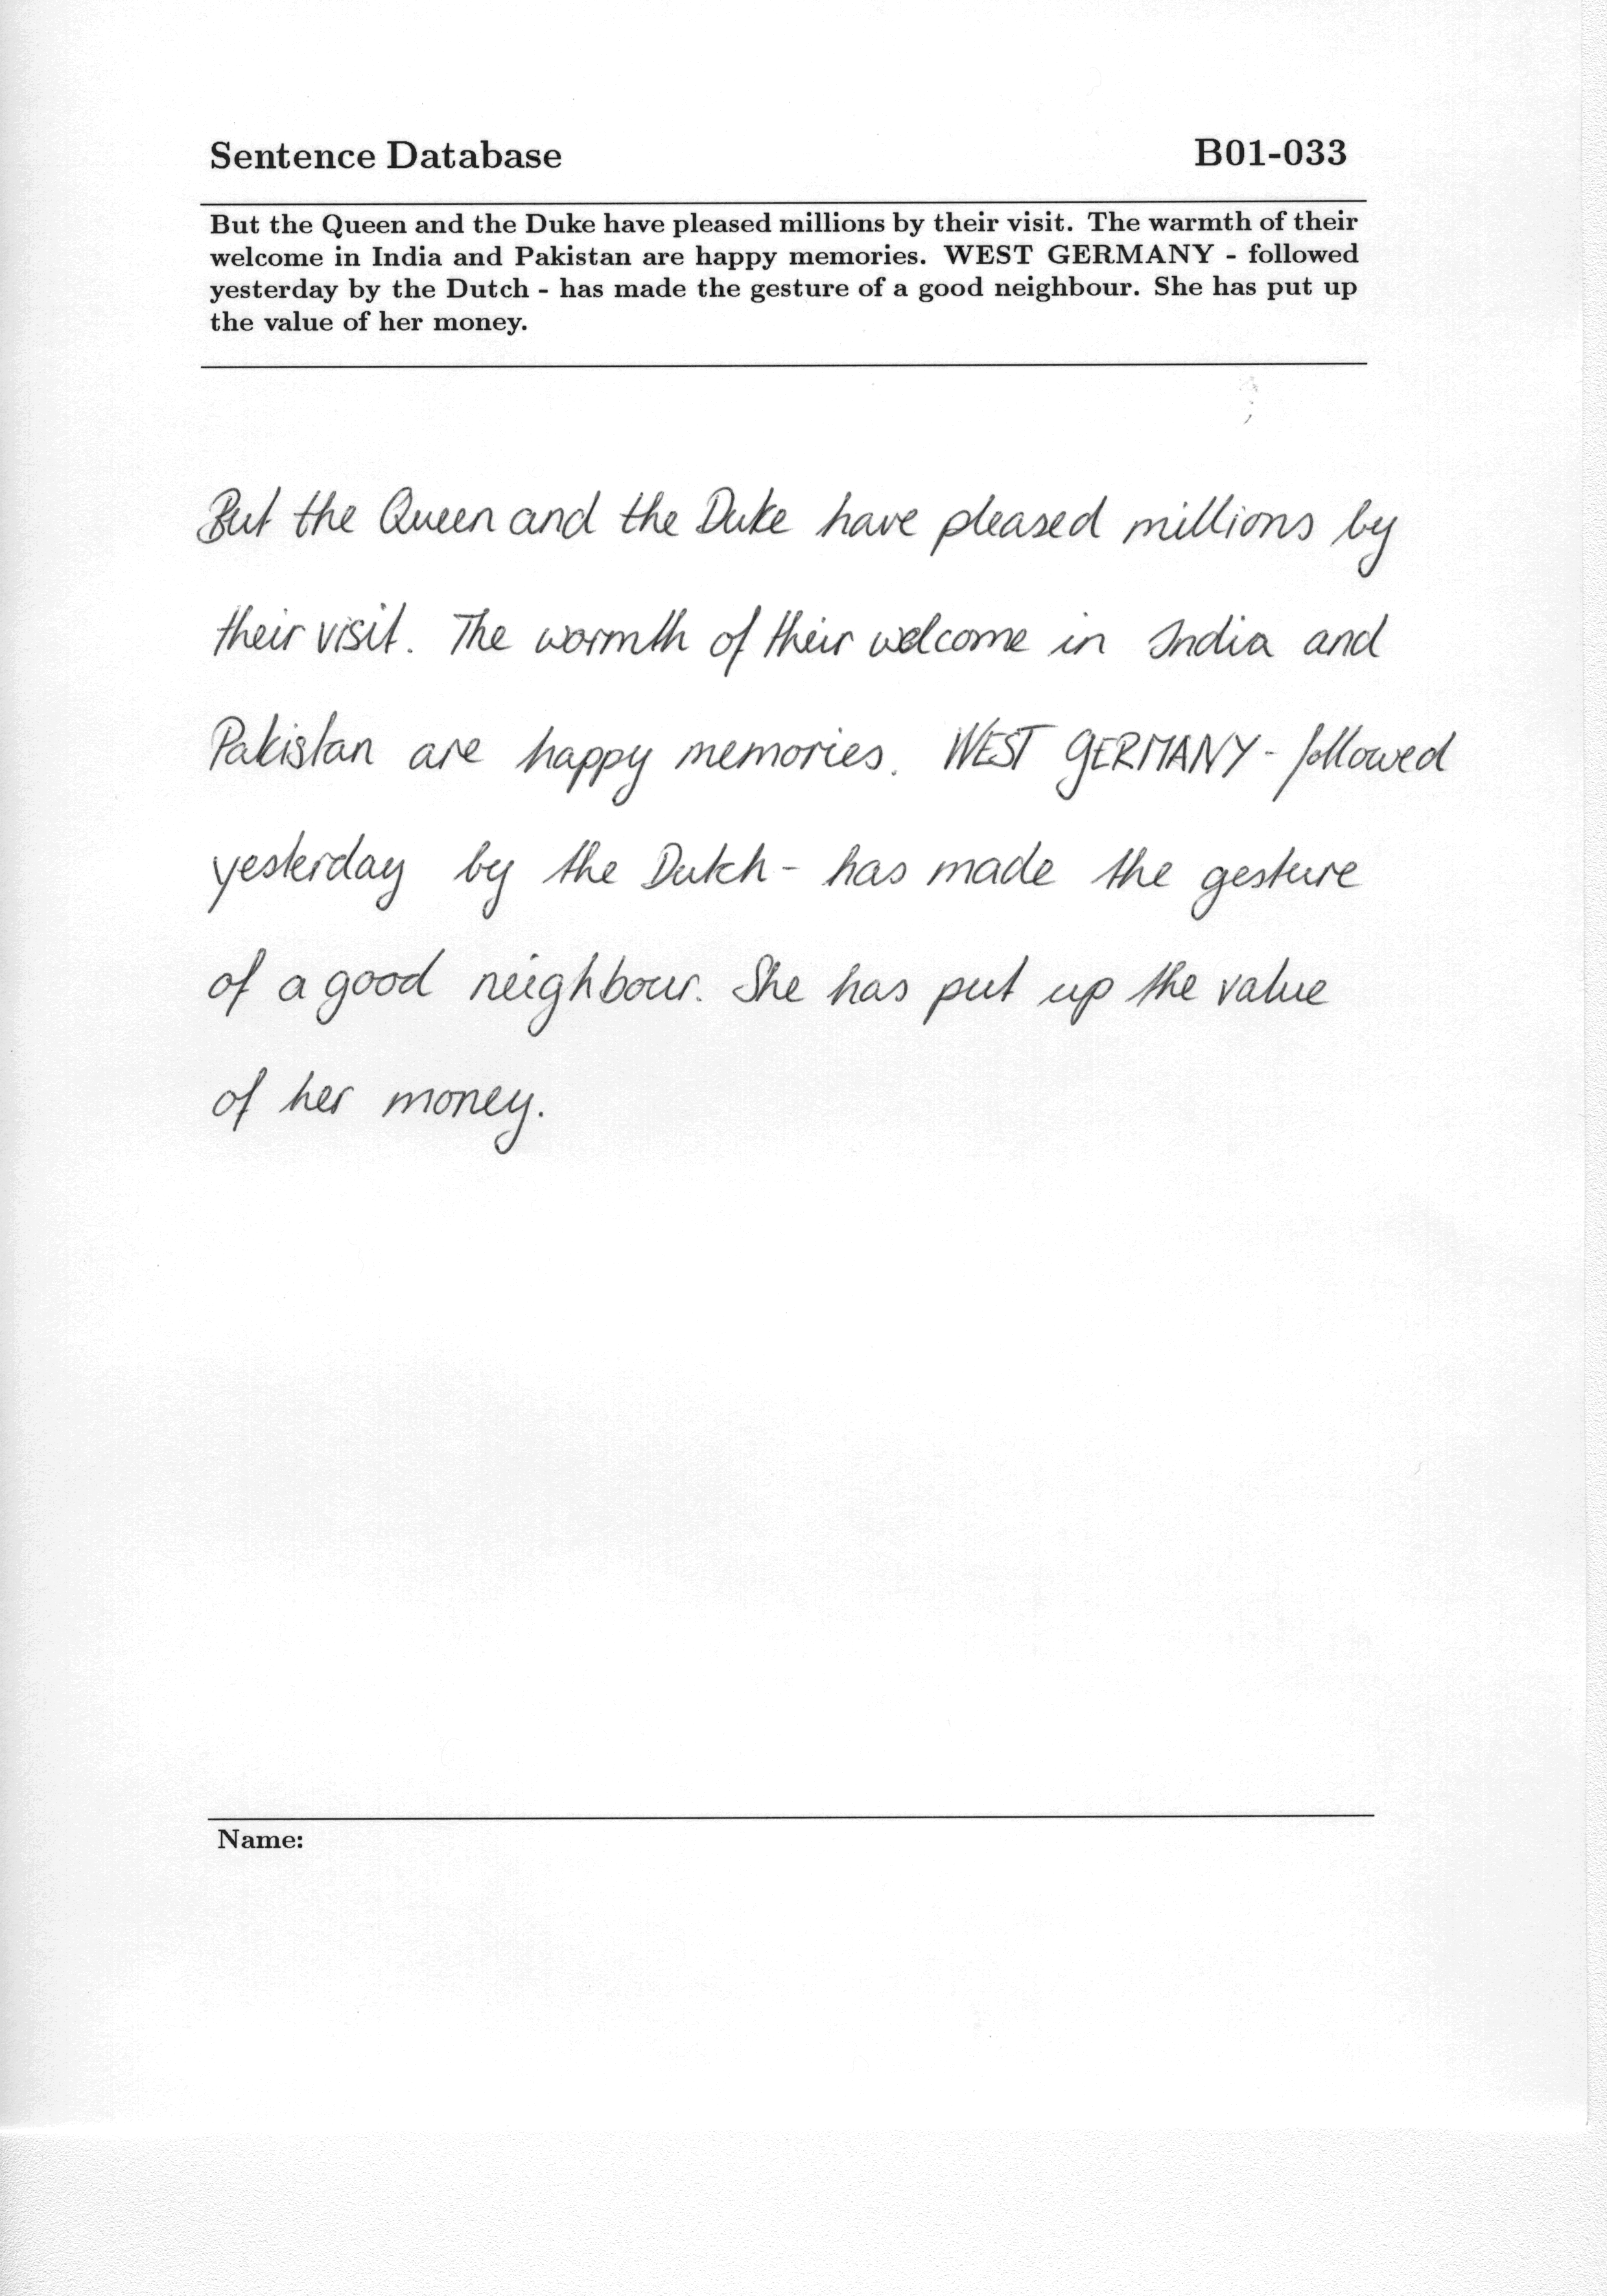 Sentence Database B01-033
But the Queen and the Duke have pleased millions by their visit. The warmth of their
welcome in India and Pakistan are happy memories. WEST GERMANY - followed
yesterday by the Dutch - has made the gesture of a good neighbour. She has put up
the value of her money.
But the Queen and the Duke have pleased millions by
their visit. The warmth of their welcome in India and
Pakistan are happy memories. WEST GERMANY - followed
yesterday by the Dutch - has made the gesture
of a good neighbour. She has put up the value
of her money.
Name: